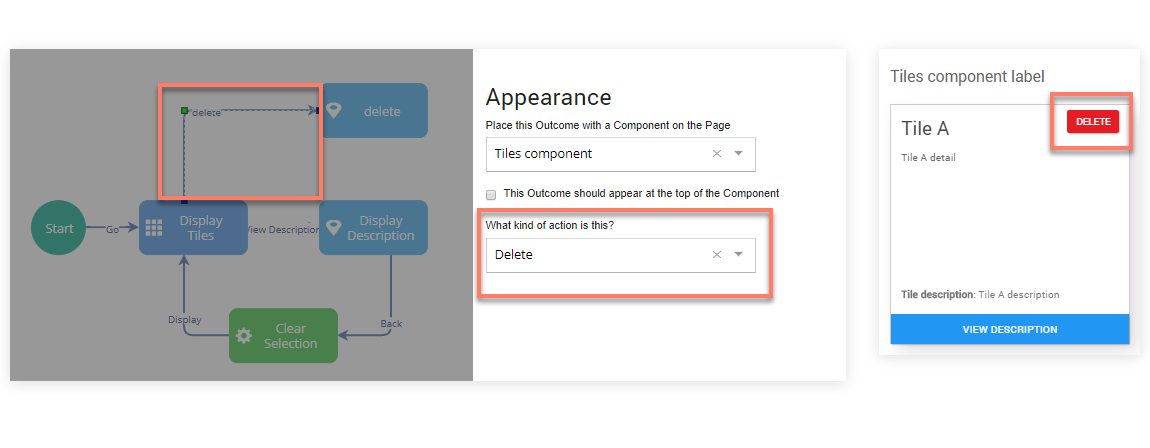 delete
delete
Start
Go
Display
Tiles
View Description
Display
Description
Display
Clear
Selection
Back
Appearance
Place this Outcome with a Component on the Page
Tiles component
This Outcome should appear at the top of the Component
What kind of action is this?
Delete
Tiles component label
Tile A
DELETE
Tile A detail
Tile description: Tile A description
VIEW DESCRIPTION